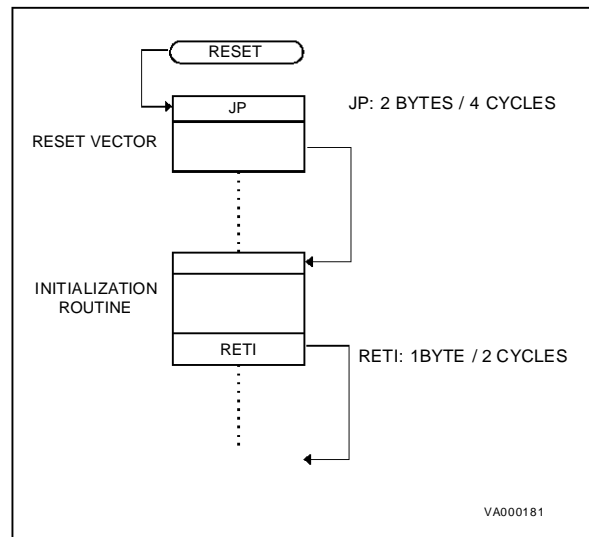 RESET
JP
JP: 2 BYTES / 4 CYCLES
RESET VECTOR
INITIALIZATION
ROUTINE
RETI
RETI: 1BYTE / 2 CYCLES
VA000181